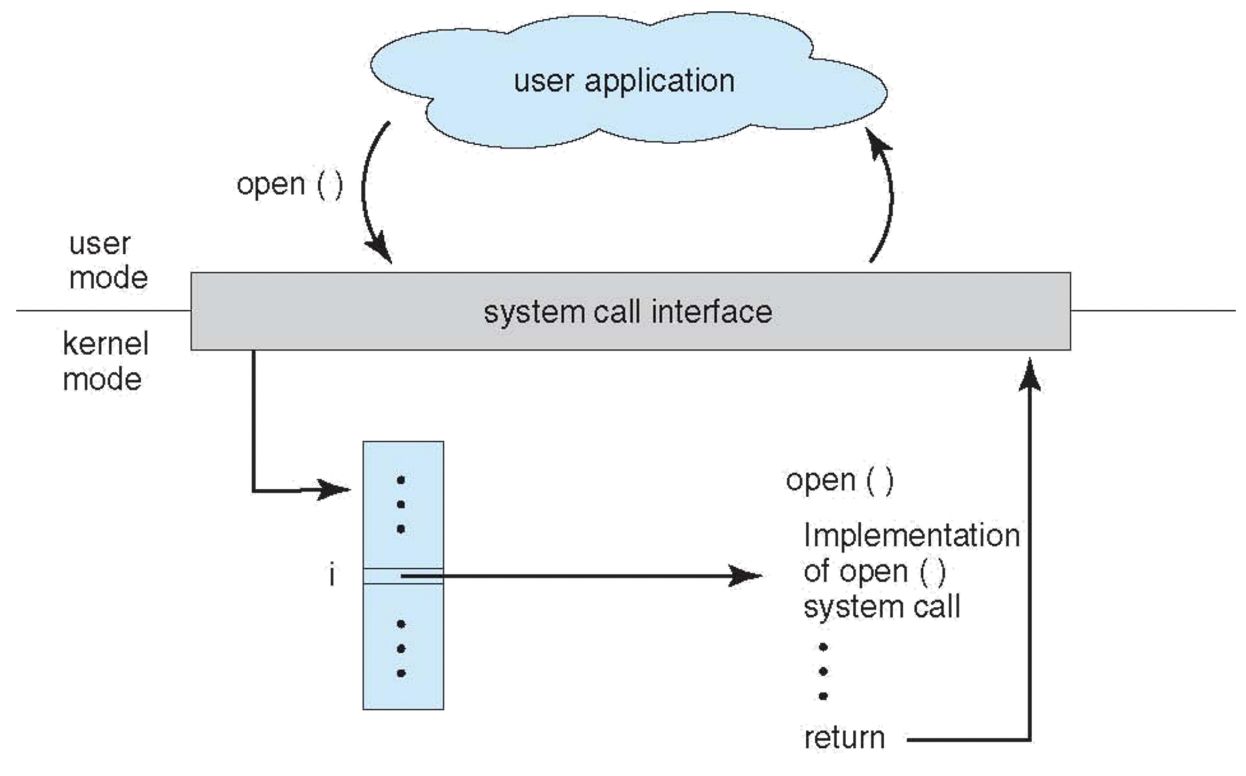 user application
open ( )
user
mode
system call interface
kernel
mode
open ( )
i
Implementation
of open ( )
system call
return